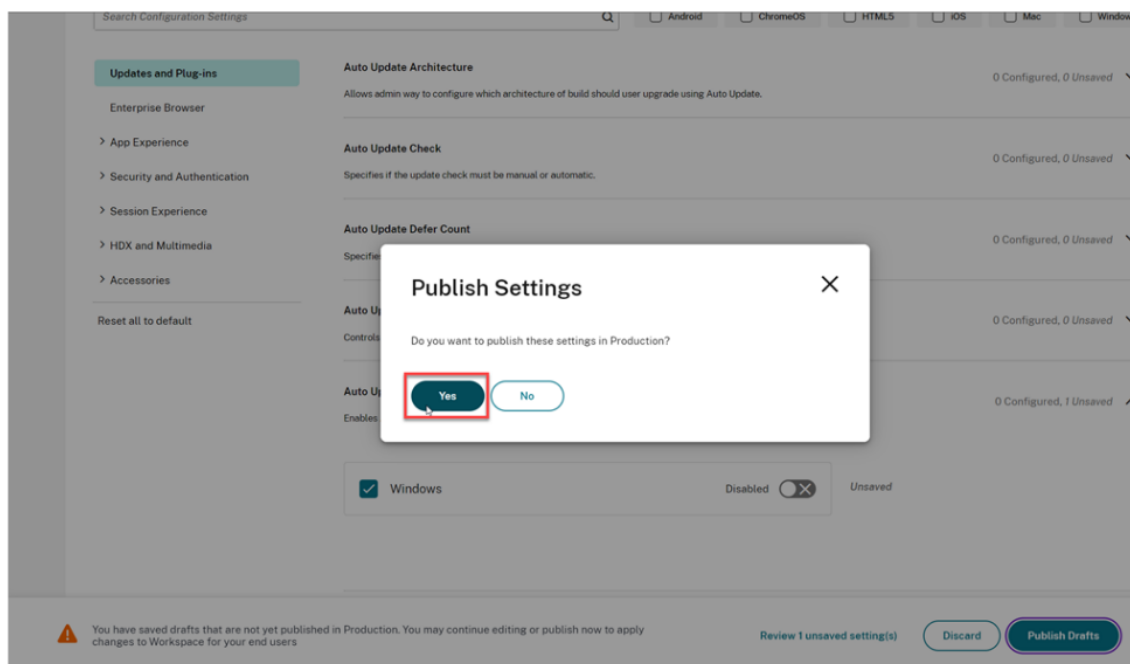 Search Configuration Settings
Android
ChromeOS
HTML5
iOS
Mac
Updates and Plug-ins
Enterprise Browser
App Experience
Security and Authentication
Session Experience
HDX and Multimedia
Accessories
Reset all to default
Auto Update Architecture
0 Configured, 0 Unsaved
Allows admin way to configure which architecture of build should user upgrade using Auto Update.
Auto Update Check
0 Configured, 0 Unsaved
Specifies if the update check must be manual or automatic.
Auto Update Defer Count
0 Configured, 0 Unsaved
Auto
0 Configured, 0 Unsaved
Controls
Auto
0 Configured, 1 Unsaved
Enables
Publish Settings
Do you want to publish these settings in Production?
Yes
No
Windows
Disabled
Unsaved
You have saved drafts that are not yet published in Production. You may continue editing or publish now to apply
changes to Workspace for your end users
Review 1 unsaved setting(s)
Discard
Publish Drafts